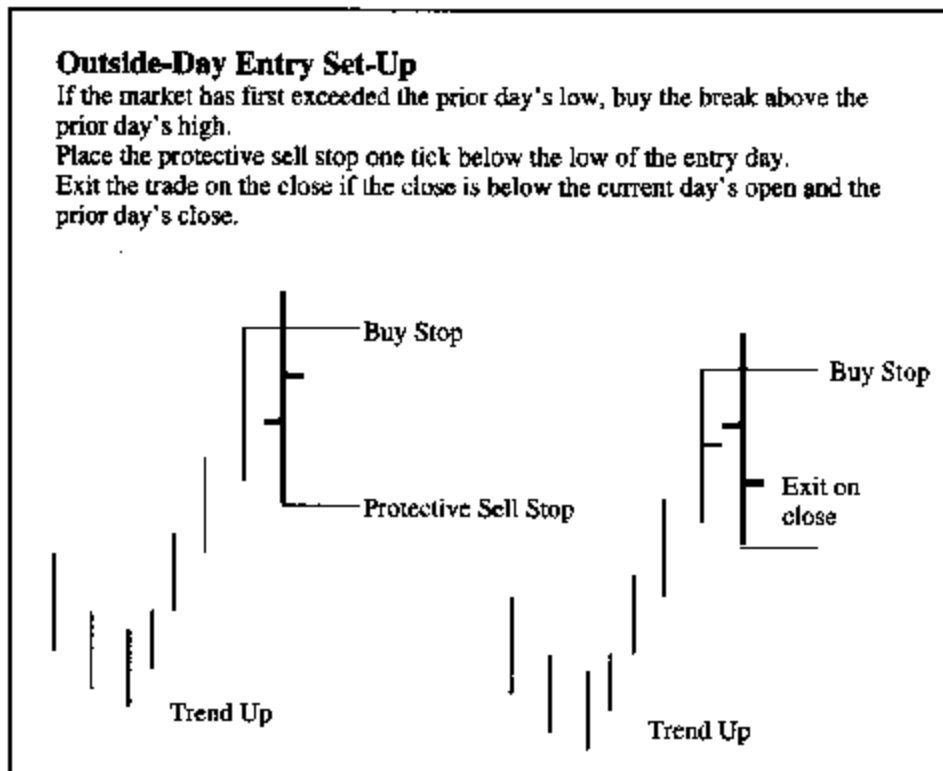 Outside-Day Entry Set-Up
If the market has first exceeded the prior day's low, buy the break above the
prior day's high.
Place the protective sell stop one tick below the low of the entry day.
Exit the trade on the close if the close is below the current day's open and the
prior day's close.
Buy Stop
Protective Sell Stop
Trend Up
Buy Stop
Exit on
close
Trend Up